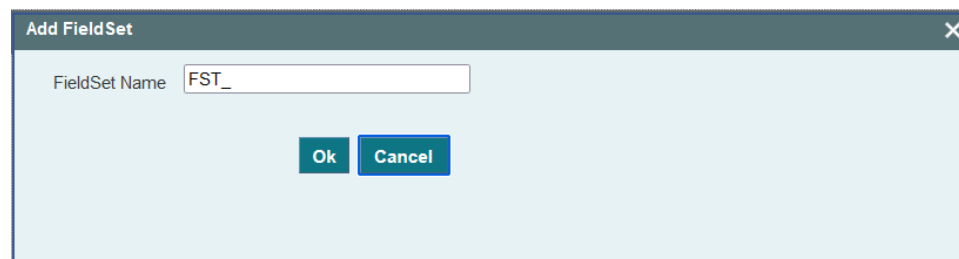 Add FieldSet
FieldSet Name FST_
Ok Cancel